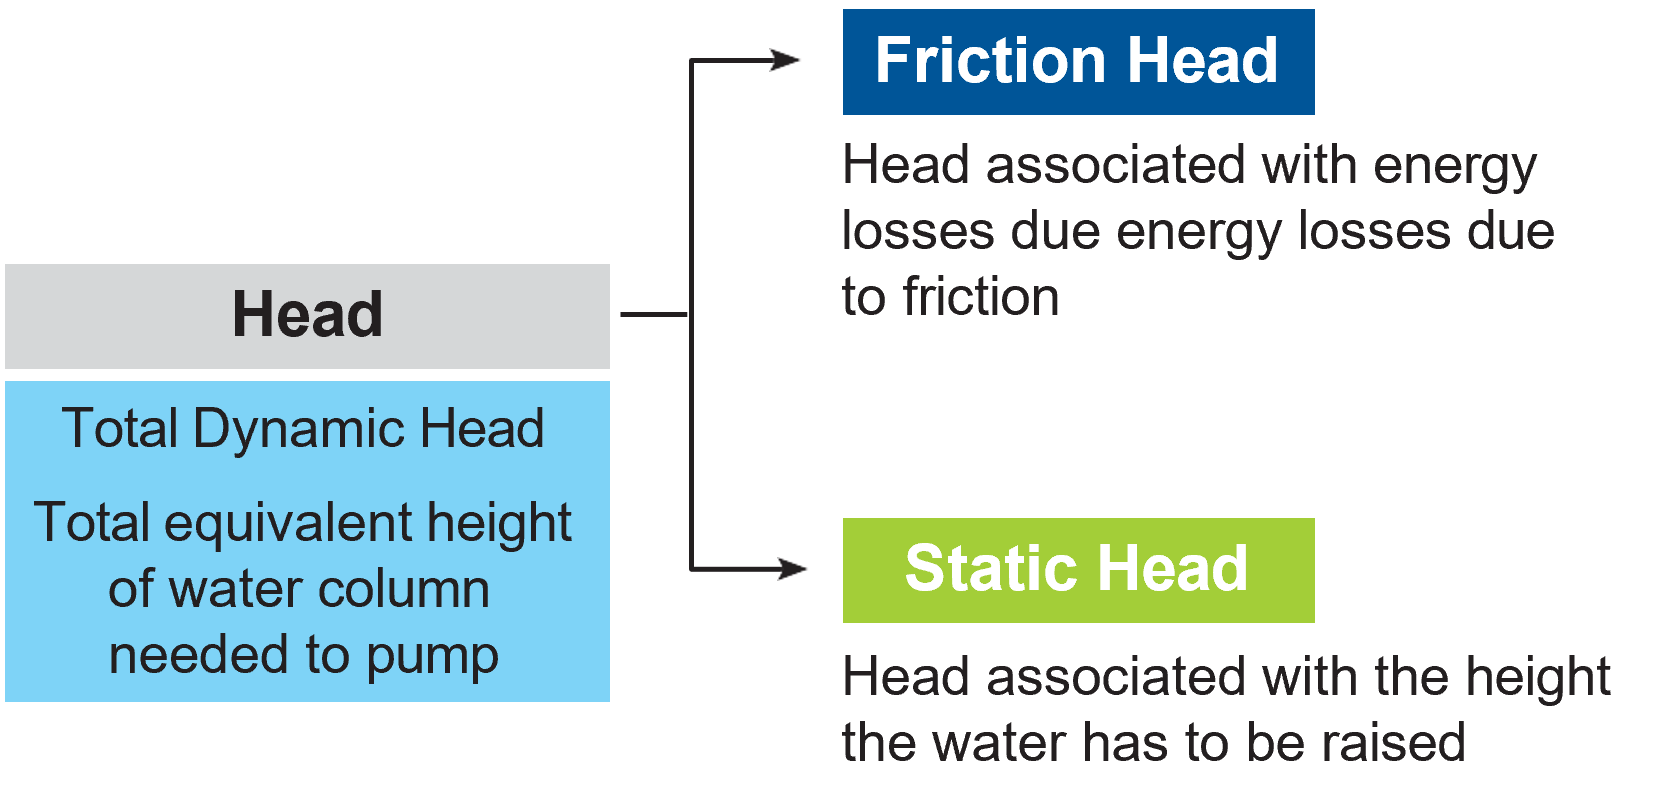 Head
Total Dynamic Head
Total equivalent height
of water column
needed to pump
Friction Head
Head associated with energy
losses due energy losses due
to friction
Static Head
Head associated with the height
the water has to be raised